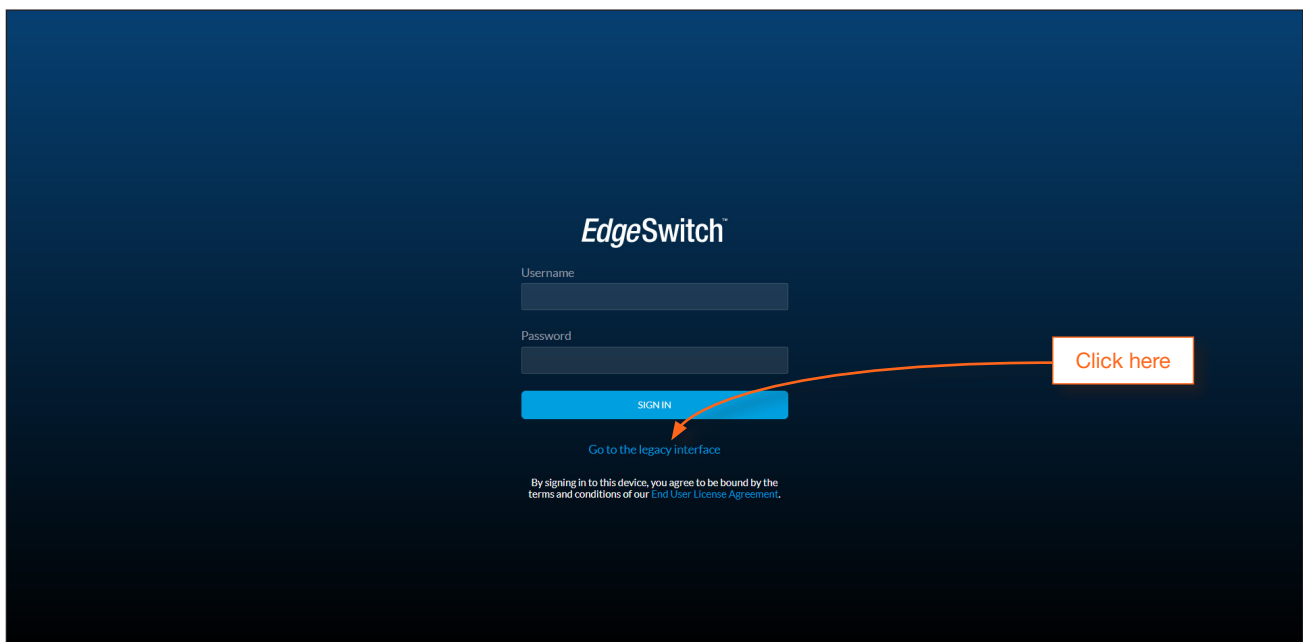 EdgeSwitch™
Username
Password
Click here
SIGN IN
Go to the legacy interface
By signing in to this device, you agree to be bound by the
terms and conditions of our End User License Agreement.